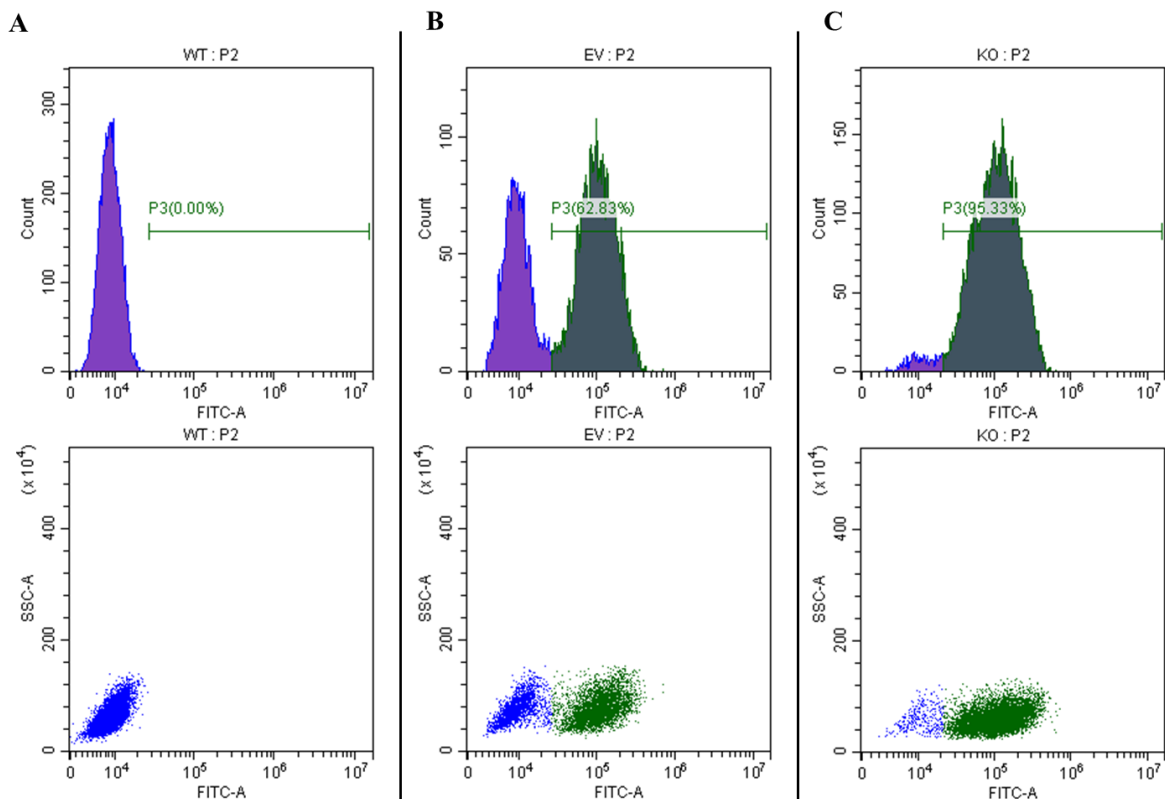 A
WT : P2
300
200
100
0
Count
P3(0.00%)
0 10⁴ 10⁵ 10⁶ 10⁷
FITC-A
WT : P2
(x 10⁴)
400
200
0
SSC-A
0 10⁴ 10⁵ 10⁶ 10⁷
FITC-A
B
EV : P2
100
50
0
Count
P3(62.83%)
0 10⁴ 10⁵ 10⁶ 10⁷
FITC-A
EV : P2
(x 10⁴)
400
200
0
SSC-A
0 10⁴ 10⁵ 10⁶ 10⁷
FITC-A
C
KO : P2
150
100
50
0
Count
P3(95.33%)
0 10⁴ 10⁵ 10⁶ 10⁷
FITC-A
KO : P2
(x 10⁴)
400
200
0
SSC-A
0 10⁴ 10⁵ 10⁶ 10⁷
FITC-A